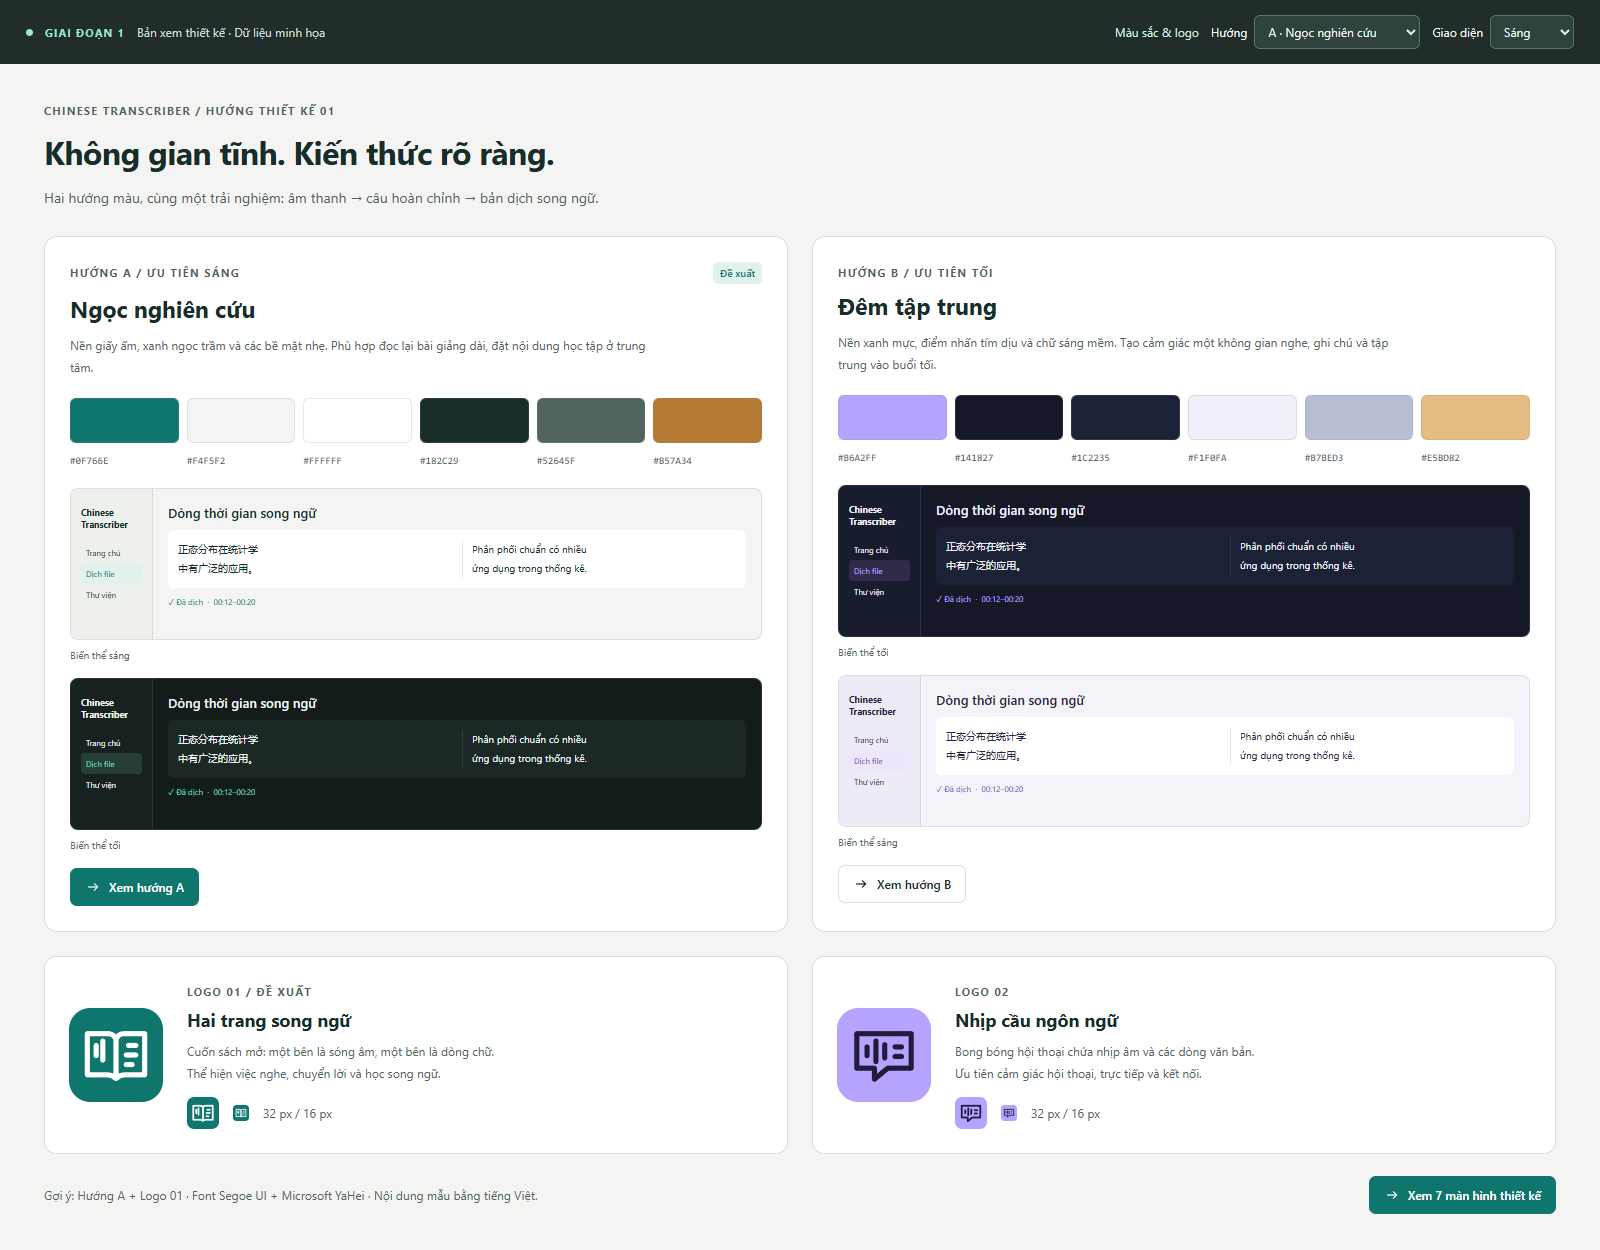 GIAI ĐOẠN 1 Bản xem thiết kế · Dữ liệu minh họa
Màu sắc & logo Hướng A · Ngọc nghiên cứu Giao diện Sáng
CHINESE TRANSCRIBER / HƯỚNG THIẾT KẾ 01
Không gian tĩnh. Kiến thức rõ ràng.
Hai hướng màu, cùng một trải nghiệm: âm thanh → câu hoàn chỉnh → bản dịch song ngữ.
HƯỚNG A / ƯU TIÊN SÁNG
Đề xuất
Ngọc nghiên cứu
Nền giấy ấm, xanh ngọc trầm và các bề mặt nhẹ. Phù hợp đọc lại bài giảng dài, đặt nội dung học tập ở trung
tâm.
#0F766E #F4F5F2 #FFFFFF #182C29 #52645F #B57A34
Chinese
Transcriber
Trang chủ
Dịch file
Thư viện
Dòng thời gian song ngữ
正态分布在统计学
中有广泛的应用。
Phân phối chuẩn có nhiều
ứng dụng trong thống kê.
✓ Đã dịch · 00:12–00:20
Biến thể sáng
Chinese
Transcriber
Trang chủ
Dịch file
Thư viện
Dòng thời gian song ngữ
正态分布在统计学
中有广泛的应用。
Phân phối chuẩn có nhiều
ứng dụng trong thống kê.
✓ Đã dịch · 00:12–00:20
Biến thể tối
→ Xem hướng A
HƯỚNG B / ƯU TIÊN TỐI
Đêm tập trung
Nền xanh mực, điểm nhấn tím dịu và chữ sáng mềm. Tạo cảm giác một không gian nghe, ghi chú và tập
trung vào buổi tối.
#B6A2FF #141827 #1C2235 #F1F0FA #B7BED3 #E5BD82
Chinese
Transcriber
Trang chủ
Dịch file
Thư viện
Dòng thời gian song ngữ
正态分布在统计学
中有广泛的应用。
Phân phối chuẩn có nhiều
ứng dụng trong thống kê.
✓ Đã dịch · 00:12–00:20
Biến thể tối
Chinese
Transcriber
Trang chủ
Dịch file
Thư viện
Dòng thời gian song ngữ
正态分布在统计学
中有广泛的应用。
Phân phối chuẩn có nhiều
ứng dụng trong thống kê.
✓ Đã dịch · 00:12–00:20
Biến thể sáng
→ Xem hướng B
LOGO 01 / ĐỀ XUẤT
Hai trang song ngữ
Cuốn sách mở: một bên là sóng âm, một bên là dòng chữ.
Thể hiện việc nghe, chuyển lời và học song ngữ.
32 px / 16 px
LOGO 02
Nhịp cầu ngôn ngữ
Bong bóng hội thoại chứa nhịp âm và các dòng văn bản.
Ưu tiên cảm giác hội thoại, trực tiếp và kết nối.
32 px / 16 px
Gợi ý: Hướng A + Logo 01 · Font Segoe UI + Microsoft YaHei · Nội dung mẫu bằng tiếng Việt.
→ Xem 7 màn hình thiết kế